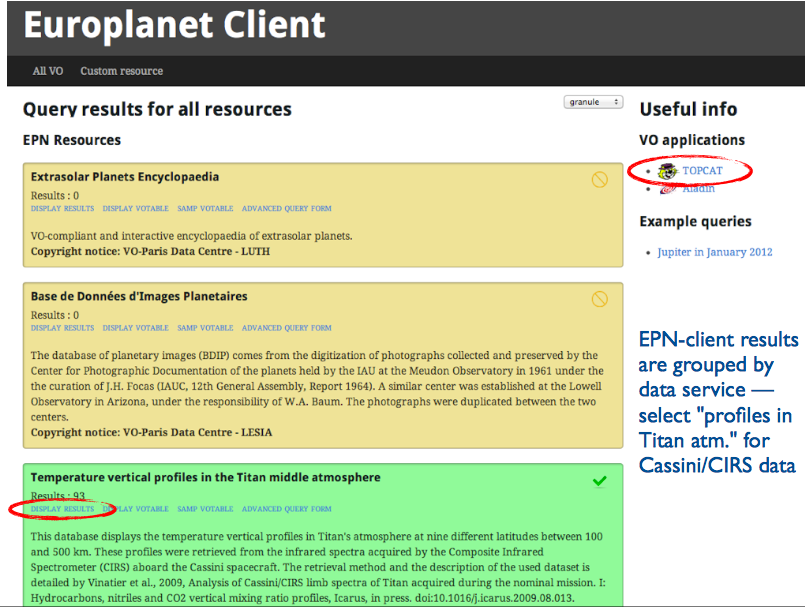 Europlanet Client
All VO Custom resource
Query results for all resources
granule
EPN Resources
Extrasolar Planets Encyclopaedia
Results : 0
DISPLAY RESULTS DISPLAY VOTABLE SAMP VOTABLE ADVANCED QUERY FORM
VO-compliant and interactive encyclopaedia of extrasolar planets.
Copyright notice: VO-Paris Data Centre - LUTH
Base de Données d'Images Planetaires
Results : 0
DISPLAY RESULTS DISPLAY VOTABLE SAMP VOTABLE ADVANCED QUERY FORM
The database of planetary images (BDIP) comes from the digitization of photographs collected and preserved by the
Center for Photographic Documentation of the planets held by the IAU at the Meudon Observatory in 1961 under the
the curation of J.H. Focas (IAUC, 12th General Assembly, Report 1964). A similar center was established at the Lowell
Observatory in Arizona, under the responsibility of W.A. Baum. The photographs were duplicated between the two
centers.
Copyright notice: VO-Paris Data Centre - LESIA
Temperature vertical profiles in the Titan middle atmosphere
Results : 93
DISPLAY RESULTS DISPLAY VOTABLE SAMP VOTABLE ADVANCED QUERY FORM
This database displays the temperature vertical profiles in Titan's atmosphere at nine different latitudes between 100
and 500 km. These profiles were retrieved from the infrared spectra acquired by the Composite Infrared
Spectrometer (CIRS) aboard the Cassini spacecraft. The retrieval method and the description of the used dataset is
detailed by Vinatier et al., 2009, Analysis of Cassini/CIRS limb spectra of Titan acquired during the nominal mission. I:
Hydrocarbons, nitriles and CO2 vertical mixing ratio profiles, Icarus, in press. doi:10.1016/j.icarus.2009.08.013.
Useful info
VO applications
TOPCAT
Aladin
Example queries
Jupiter in January 2012
EPN-client results
are grouped by
data service —
select "profiles in
Titan atm." for
Cassini/CIRS data